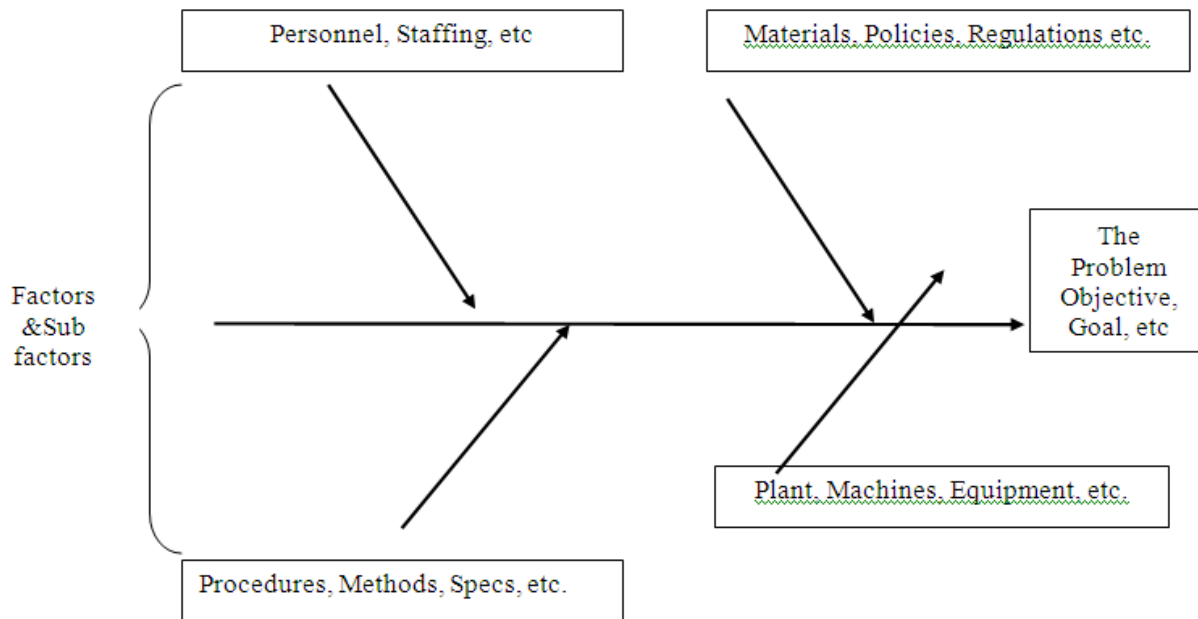 Personnel, Staffing, etc
Materials, Policies, Regulations etc.
The
Problem
Objective,
Goal, etc
Factors
&Sub
factors
Plant, Machines, Equipment, etc.
Procedures, Methods, Specs, etc.